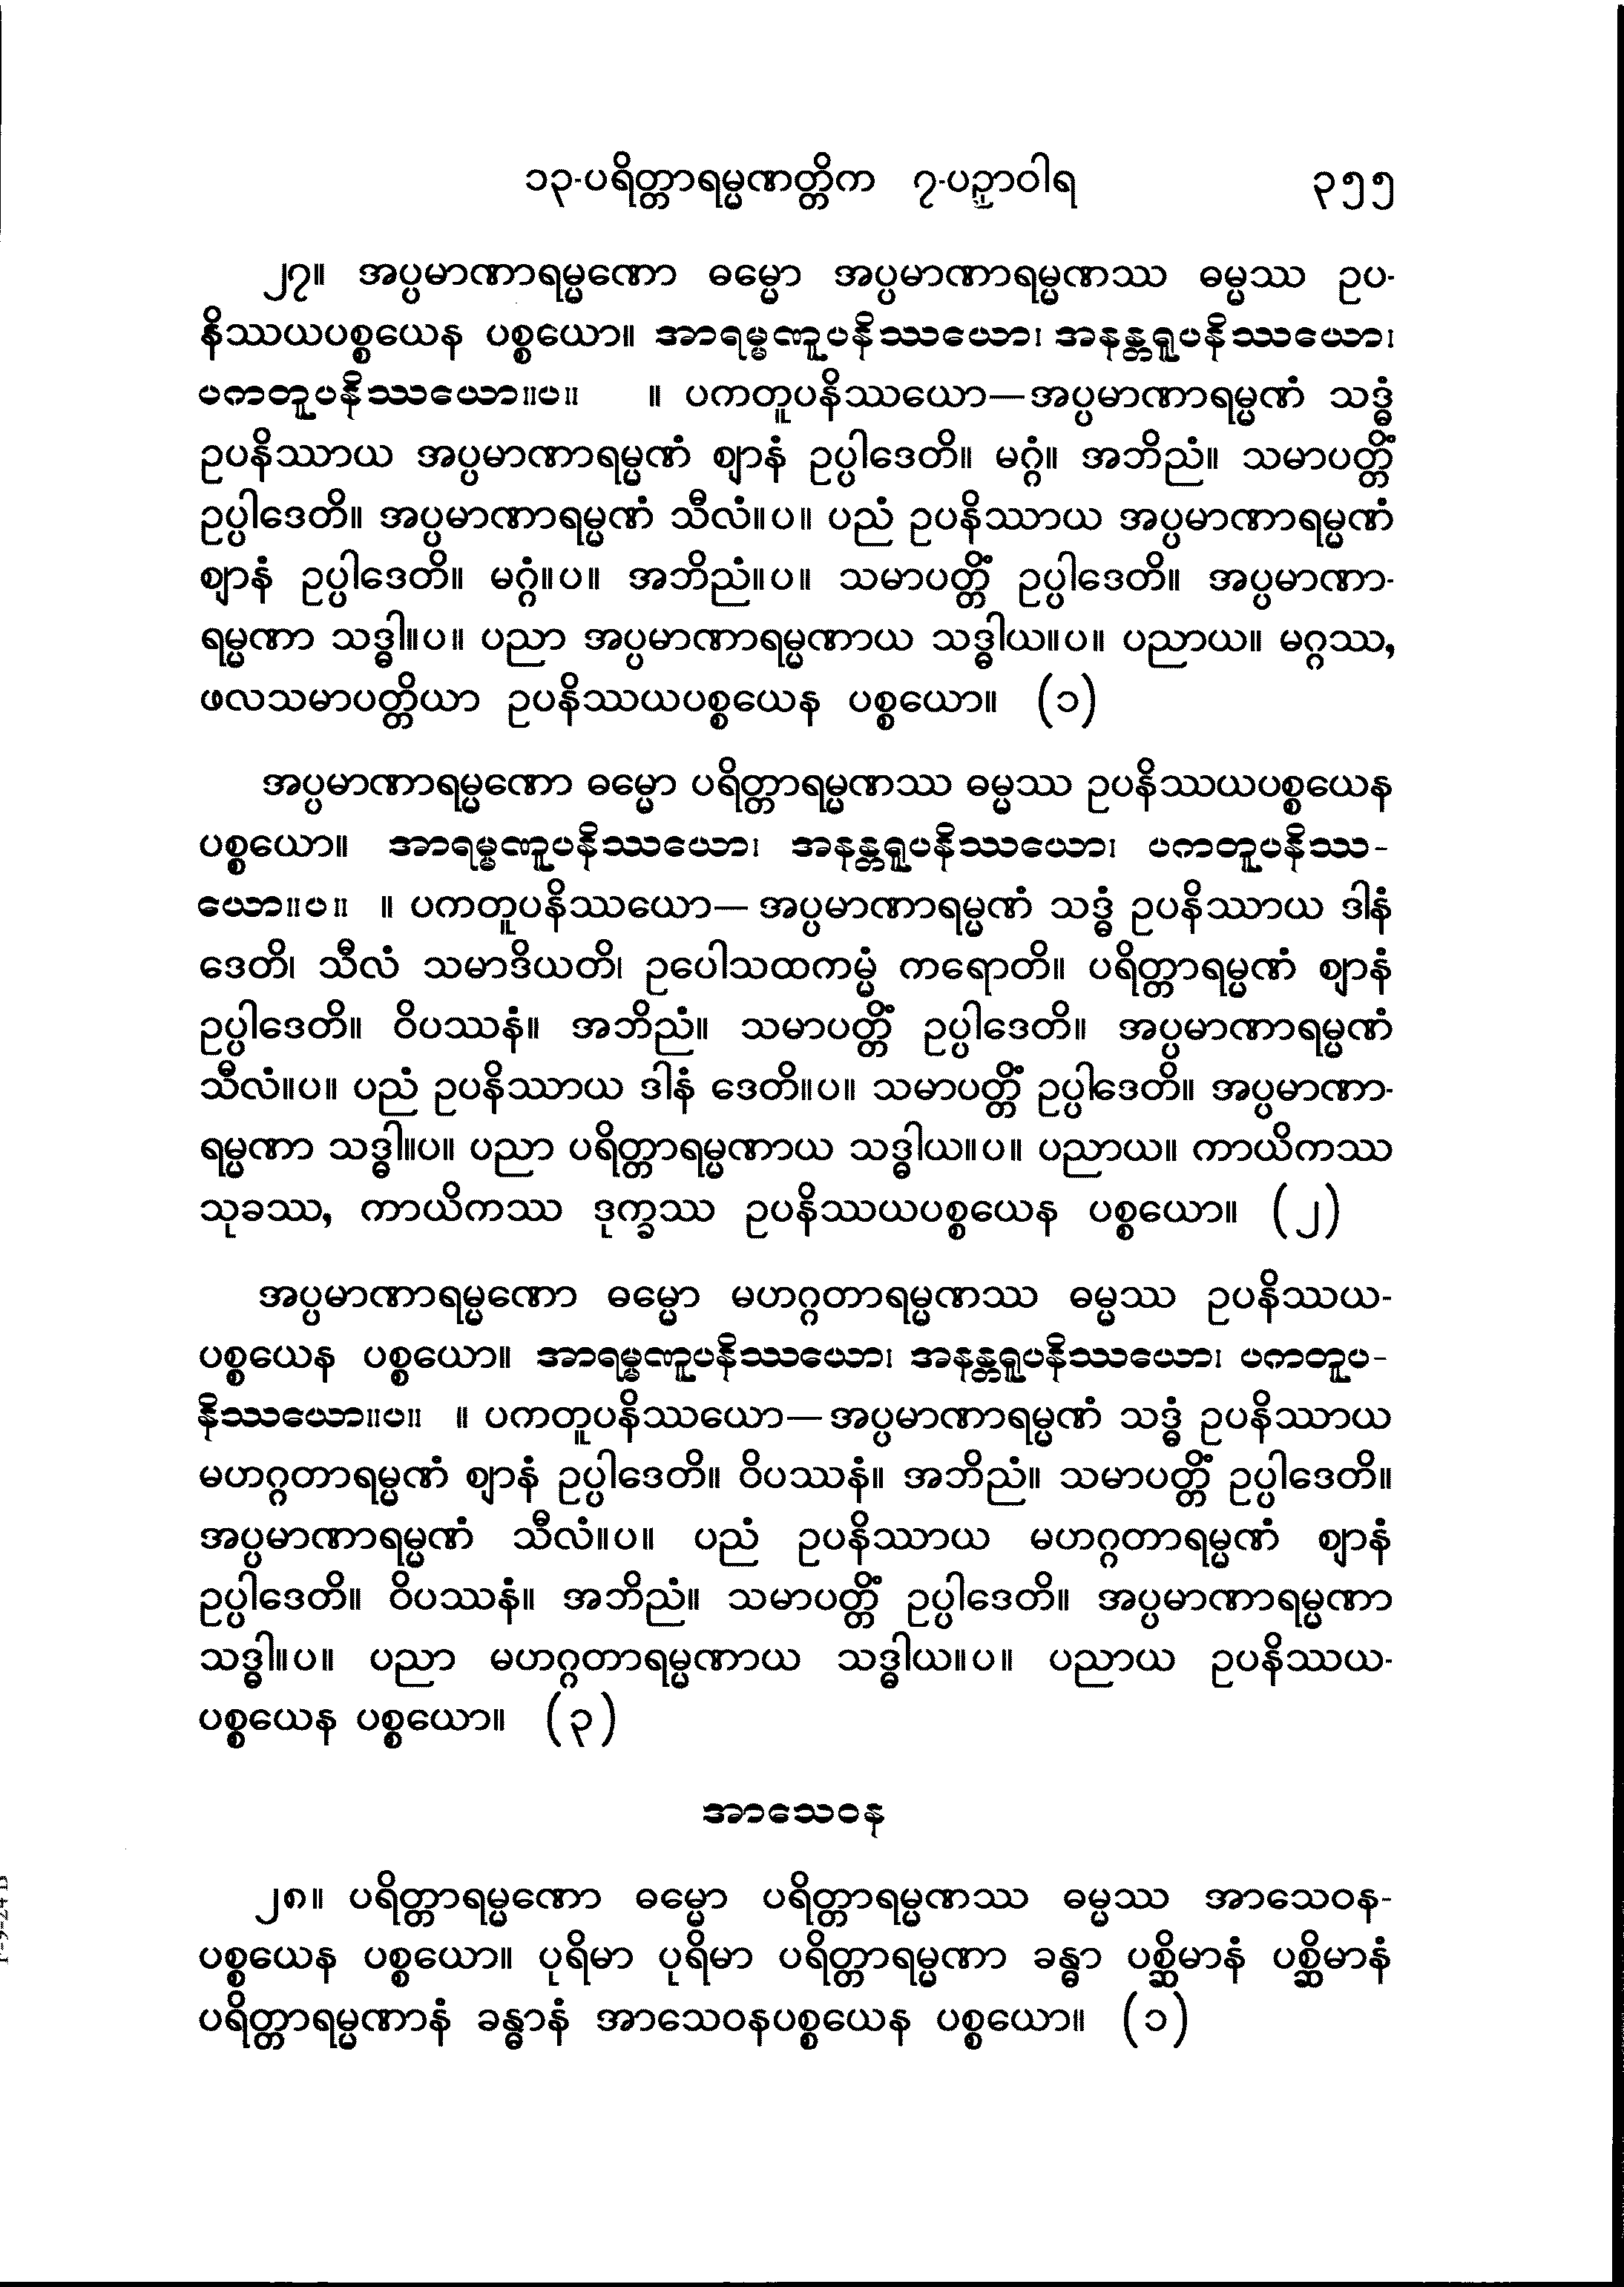 ၁၃-ပရိတ္တာရမ္မဏတ္တိက ၇-ပဉှာဝါရ ၃၅၅
၂၇။ အပ္ပမာဏာရမ္မဏော ဓမ္မော အပ္ပမာဏာရမ္မဏဿ ဓမ္မဿ ဥပ-
နိဿယပစ္စယေန ပစ္စယော။ အာရမ္မဏူပနိဿယော၊ အနန္တရူပနိဿယော၊
ပကတူပနိဿယော။ပ။ ။ ပကတူပနိဿယော—အပ္ပမာဏာရမ္မဏံ သဒ္ဓံ
ဥပနိဿာယ အပ္ပမာဏာရမ္မဏံ ဈာနံ ဥပ္ပါဒေတိ။ မဂ္ဂံ။ အဘိညံ။ သမာပတ္တိံ
ဥပ္ပါဒေတိ။ အပ္ပမာဏာရမ္မဏံ သီလံ။ပ။ ပညံ ဥပနိဿာယ အပ္ပမာဏာရမ္မဏံ
ဈာနံ ဥပ္ပါဒေတိ။ မဂ္ဂံ။ပ။ အဘိညံ။ပ။ သမာပတ္တိံ ဥပ္ပါဒေတိ။ အပ္ပမာဏာ-
ရမ္မဏာ သဒ္ဓါ။ပ။ ပညာ အပ္ပမာဏာရမ္မဏာယ သဒ္ဓါယ။ပ။ ပညာယ။ မဂ္ဂဿ,
ဖလသမာပတ္တိယာ ဥပနိဿယပစ္စယေန ပစ္စယော။ (၁)
အပ္ပမာဏာရမ္မဏော ဓမ္မော ပရိတ္တာရမ္မဏဿ ဓမ္မဿ ဥပနိဿယပစ္စယေန
ပစ္စယော။ အာရမ္မဏူပနိဿယော၊ အနန္တရူပနိဿယော၊ ပကတူပနိဿ-
ယော။ပ။ ။ ပကတူပနိဿယော— အပ္ပမာဏာရမ္မဏံ သဒ္ဓံ ဥပနိဿာယ ဒါနံ
ဒေတိ၊ သီလံ သမာဒိယတိ၊ ဥပေါသထကမ္မံ ကရောတိ။ ပရိတ္တာရမ္မဏံ ဈာနံ
ဥပ္ပါဒေတိ။ ဝိပဿနံ။ အဘိညံ။ သမာပတ္တိံ ဥပ္ပါဒေတိ။ အပ္ပမာဏာရမ္မဏံ
သီလံ။ပ။ ပညံ ဥပနိဿာယ ဒါနံ ဒေတိ။ပ။ သမာပတ္တိံ ဥပ္ပါဒေတိ။ အပ္ပမာဏာ-
ရမ္မဏာ သဒ္ဓါ။ပ။ ပညာ ပရိတ္တာရမ္မဏာယ သဒ္ဓါယ။ပ။ ပညာယ။ ကာယိကဿ
သုခဿ, ကာယိကဿ ဒုက္ခဿ ဥပနိဿယပစ္စယေန ပစ္စယော။ (၂)
အပ္ပမာဏာရမ္မဏော ဓမ္မော မဟဂ္ဂတာရမ္မဏဿ ဓမ္မဿ ဥပနိဿယ-
ပစ္စယေန ပစ္စယော။ အာရမ္မဏူပနိဿယော၊ အနန္တရူပနိဿယော၊ ပကတူပ-
နိဿယော။ပ။ ။ ပကတူပနိဿယော—အပ္ပမာဏာရမ္မဏံ သဒ္ဓံ ဥပနိဿာယ
မဟဂ္ဂတာရမ္မဏံ ဈာနံ ဥပ္ပါဒေတိ။ ဝိပဿနံ။ အဘိညံ။ သမာပတ္တိံ ဥပ္ပါဒေတိ။
အပ္ပမာဏာရမ္မဏံ သီလံ။ပ။ ပညံ ဥပနိဿာယ မဟဂ္ဂတာရမ္မဏံ ဈာနံ
ဥပ္ပါဒေတိ။ ဝိပဿနံ။ အဘိညံ။ သမာပတ္တိံ ဥပ္ပါဒေတိ။ အပ္ပမာဏာရမ္မဏာ
သဒ္ဓါ။ပ။ ပညာ မဟဂ္ဂတာရမ္မဏာယ သဒ္ဓါယ။ပ။ ပညာယ ဥပနိဿယ-
ပစ္စယေန ပစ္စယော။ (၃)
အာသေဝန
၂၈။ ပရိတ္တာရမ္မဏော ဓမ္မော ပရိတ္တာရမ္မဏဿ ဓမ္မဿ အာသေဝန-
ပစ္စယေန ပစ္စယော။ ပုရိမာ ပုရိမာ ပရိတ္တာရမ္မဏာ ခန္ဓာ ပစ္ဆိမာနံ ပစ္ဆိမာနံ
ပရိတ္တာရမ္မဏာနံ ခန္ဓာနံ အာသေဝနပစ္စယေန ပစ္စယော။ (၁)